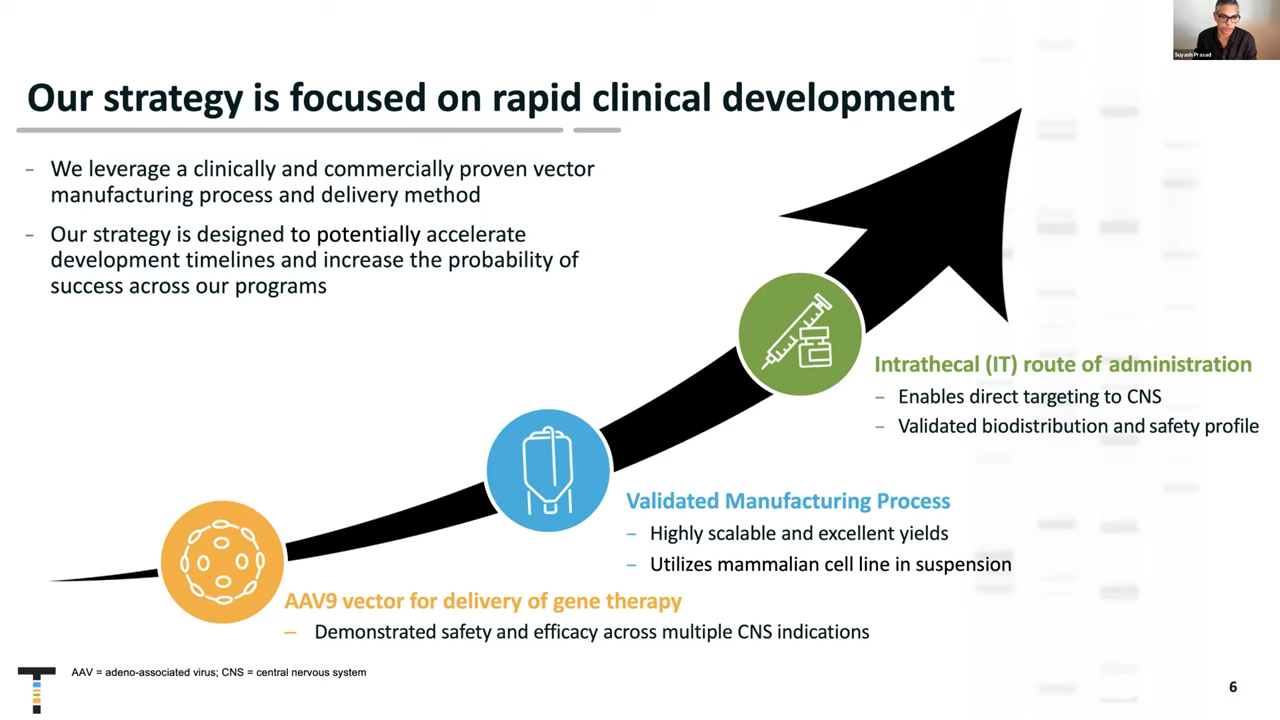 Suyash Prasad
Our strategy is focused on rapid clinical development
– We leverage a clinically and commercially proven vector
manufacturing process and delivery method
– Our strategy is designed to potentially accelerate
development timelines and increase the probability of
success across our programs
Intrathecal (IT) route of administration
– Enables direct targeting to CNS
– Validated biodistribution and safety profile
Validated Manufacturing Process
– Highly scalable and excellent yields
– Utilizes mammalian cell line in suspension
AAV9 vector for delivery of gene therapy
– Demonstrated safety and efficacy across multiple CNS indications
AAV = adeno-associated virus; CNS = central nervous system
6